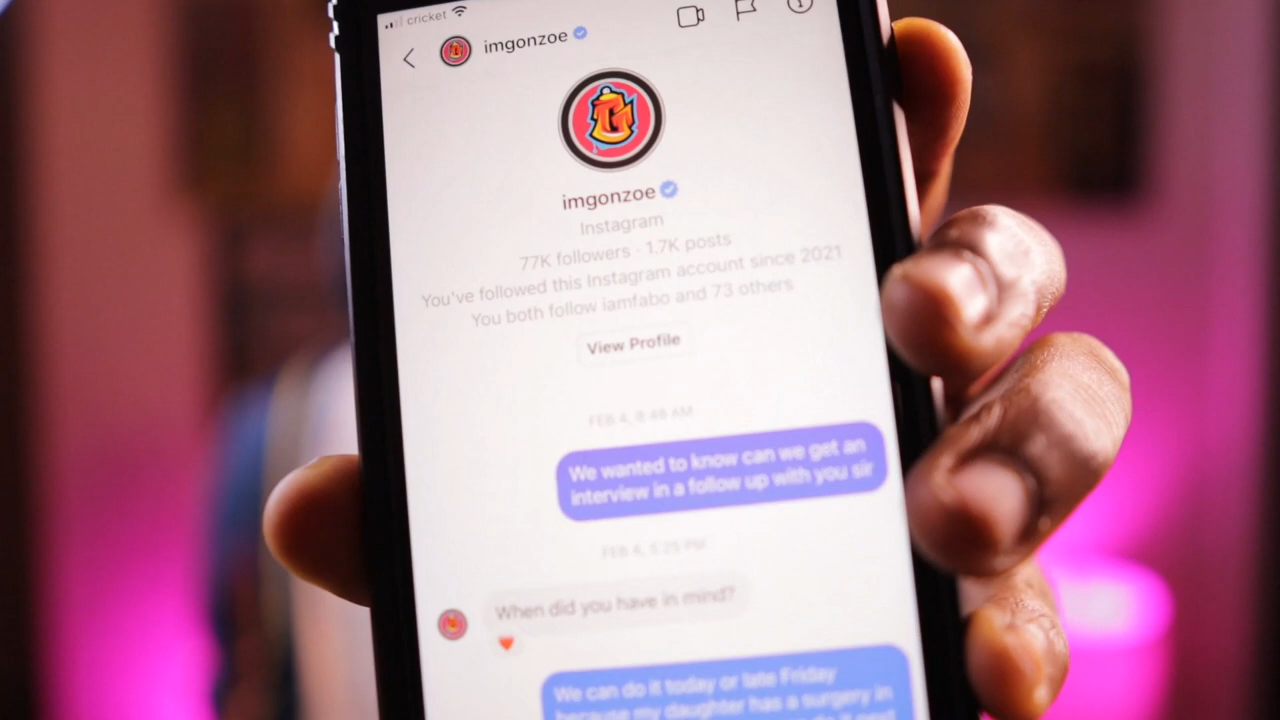 cricket
imgonzoe
imgonzoe
Instagram
77K followers · 1.7K posts
You've followed this Instagram account since 2021
You both follow iamfabo and 73 others
View Profile
FEB 4, 8:46 AM
We wanted to know can we get an
interview in a follow up with you sir
FEB 4, 5:25 PM
When did you have in mind?
We can do it today or late Friday
because my daughter has a surgery in